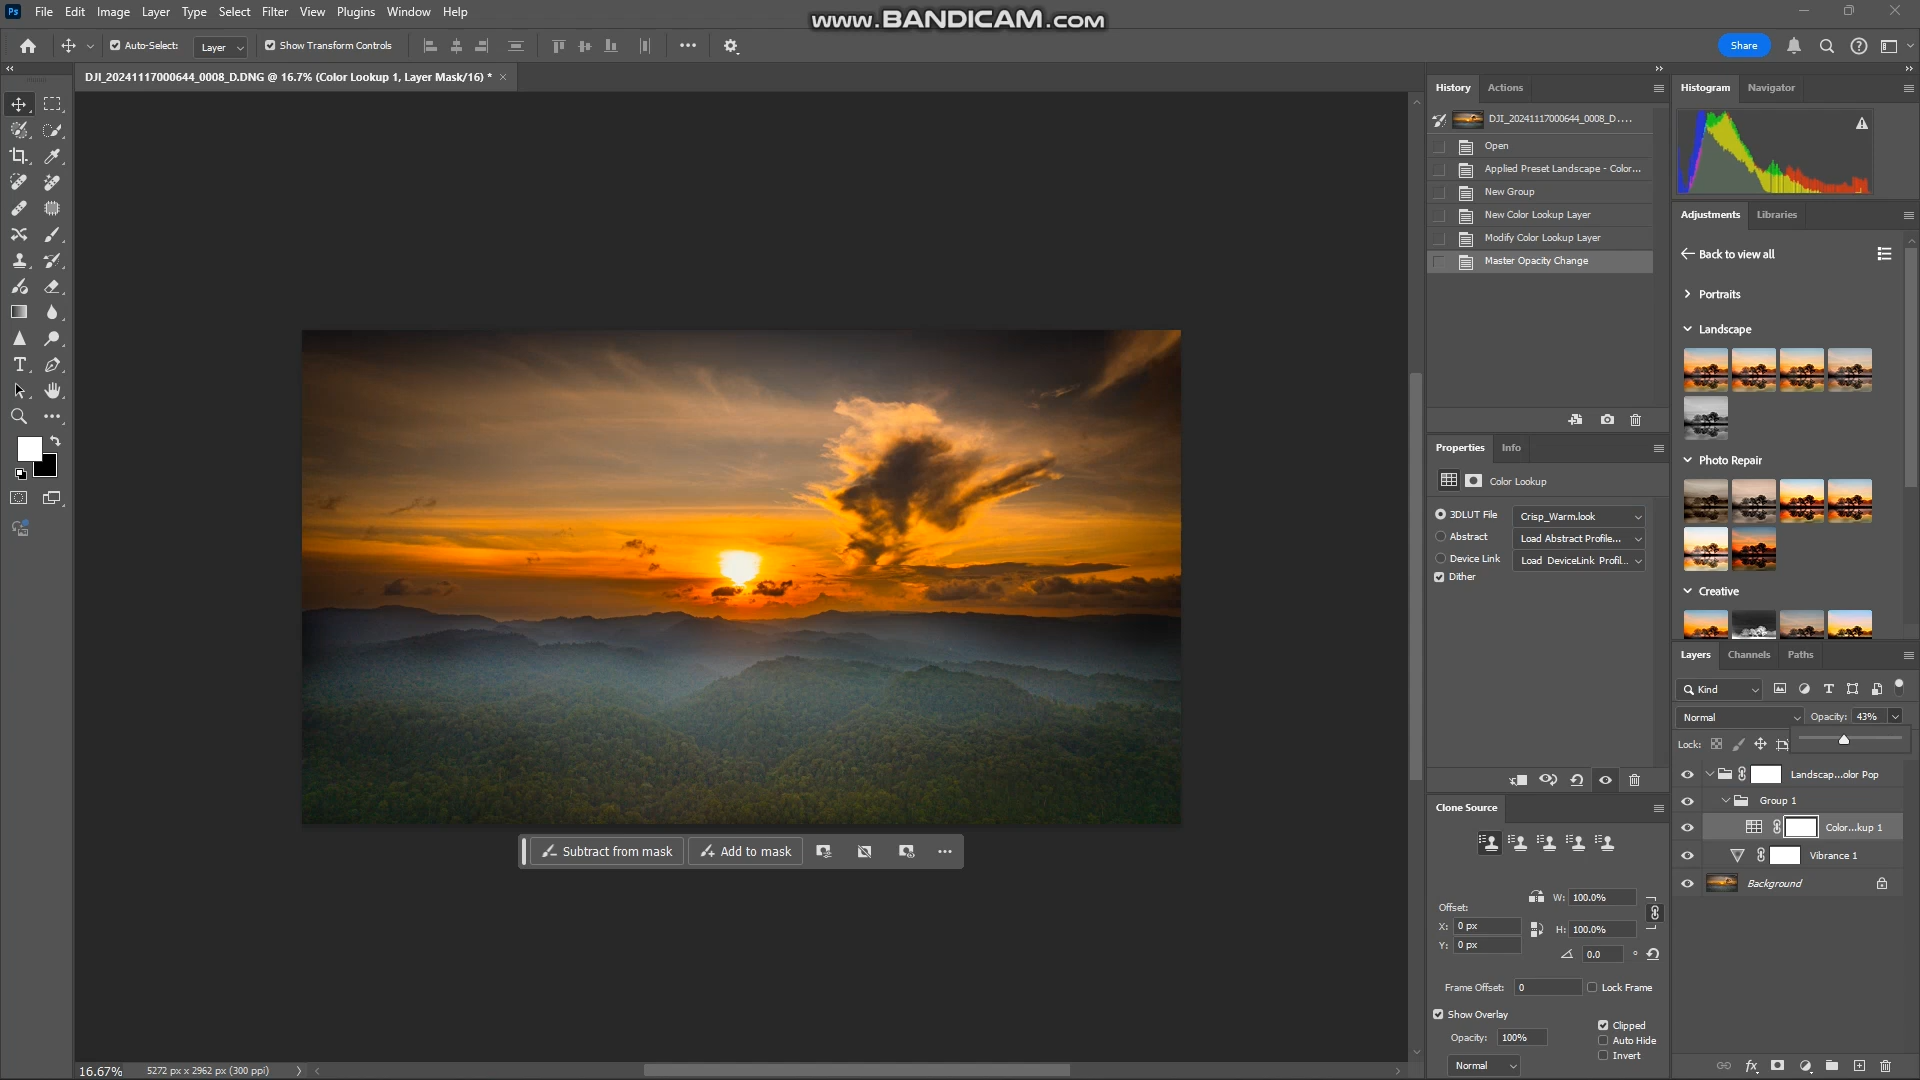 Ps File Edit Image Layer Type Select Filter View Plugins Window Help
www.BANDICAM.com
Auto-Select: Layer Show Transform Controls Share
DJI_20241117000644_0008_D.DNG @ 16.7% (Color Lookup 1, Layer Mask/16) *
History Actions
DJI_20241117000644_0008_D....
Open
Applied Preset Landscape - Color...
New Group
New Color Lookup Layer
Modify Color Lookup Layer
Master Opacity Change
Properties Info
Color Lookup
3DLUT File Crisp_Warm.look
Abstract Load Abstract Profile...
Device Link Load DeviceLink Profil...
Dither
Clone Source
Offset: W: 100.0%
X: 0 px H: 100.0%
Y: 0 px 0.0 °
Frame Offset: 0 Lock Frame
Show Overlay Clipped
Opacity: 100% Auto Hide
Invert
Normal
Histogram Navigator
Adjustments Libraries
Back to view all
Portraits
Landscape
Photo Repair
Creative
Layers Channels Paths
Kind
Normal Opacity: 43%
Lock:
Landscap...olor Pop
Group 1
Color...kup 1
Vibrance 1
Background
Subtract from mask Add to mask
16.67% 5272 px x 2962 px (300 ppi)